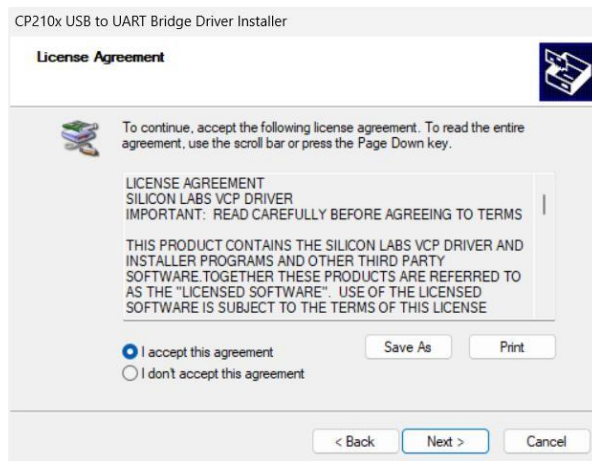 CP210x USB to UART Bridge Driver Installer
License Agreement
To continue, accept the following license agreement. To read the entire
agreement, use the scroll bar or press the Page Down key.
LICENSE AGREEMENT
SILICON LABS VCP DRIVER
IMPORTANT: READ CAREFULLY BEFORE AGREEING TO TERMS
THIS PRODUCT CONTAINS THE SILICON LABS VCP DRIVER AND
INSTALLER PROGRAMS AND OTHER THIRD PARTY
SOFTWARE.TOGETHER THESE PRODUCTS ARE REFERRED TO
AS THE "LICENSED SOFTWARE". USE OF THE LICENSED
SOFTWARE IS SUBJECT TO THE TERMS OF THIS LICENSE
I accept this agreement
Save As
Print
I don't accept this agreement
< Back
Next >
Cancel